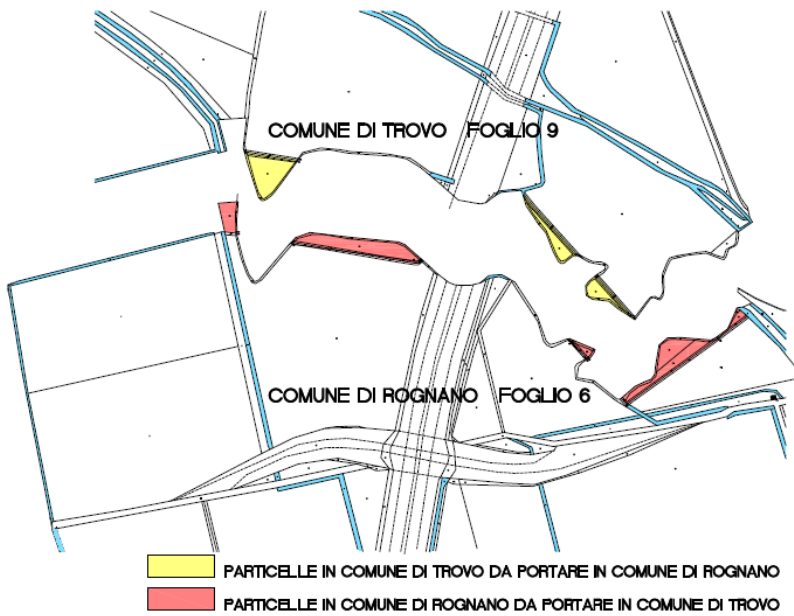 COMUNE DI TROVO FOGLIO 9
COMUNE DI ROGNANO FOGLIO 6
PARTICELLE IN COMUNE DI TROVO DA PORTARE IN COMUNE DI ROGNANO
PARTICELLE IN COMUNE DI ROGNANO DA PORTARE IN COMUNE DI TROVO